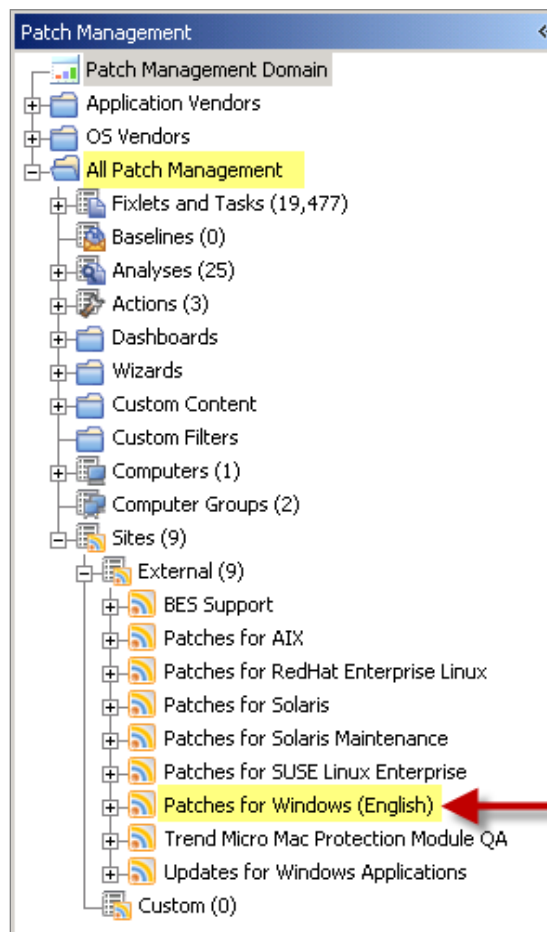 Patch Management
Patch Management Domain
Application Vendors
OS Vendors
All Patch Management
Fixlets and Tasks (19,477)
Baselines (0)
Analyses (25)
Actions (3)
Dashboards
Wizards
Custom Content
Custom Filters
Computers (1)
Computer Groups (2)
Sites (9)
External (9)
BES Support
Patches for AIX
Patches for RedHat Enterprise Linux
Patches for Solaris
Patches for Solaris Maintenance
Patches for SUSE Linux Enterprise
Patches for Windows (English)
Trend Micro Mac Protection Module QA
Updates for Windows Applications
Custom (0)